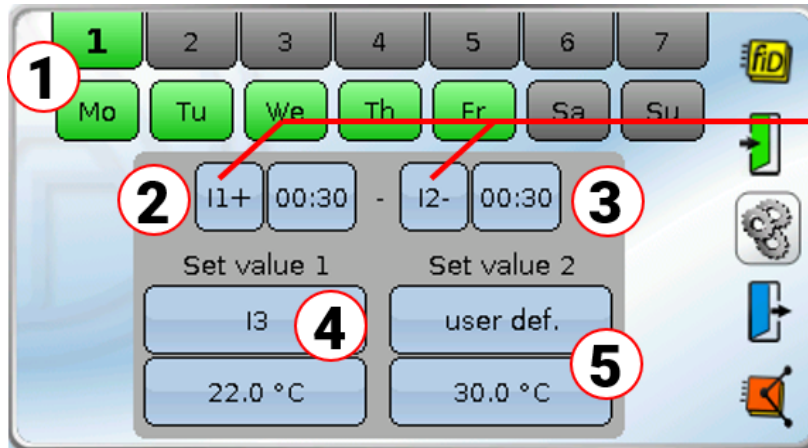 1 2 3 4 5 6 7
fiD
1
Mo Tu We Th Fr Sa Su
2 I1+ 00:30 - I2- 00:30 3
Set value 1 Set value 2
I3 4 user def.
5
22.0 °C 30.0 °C